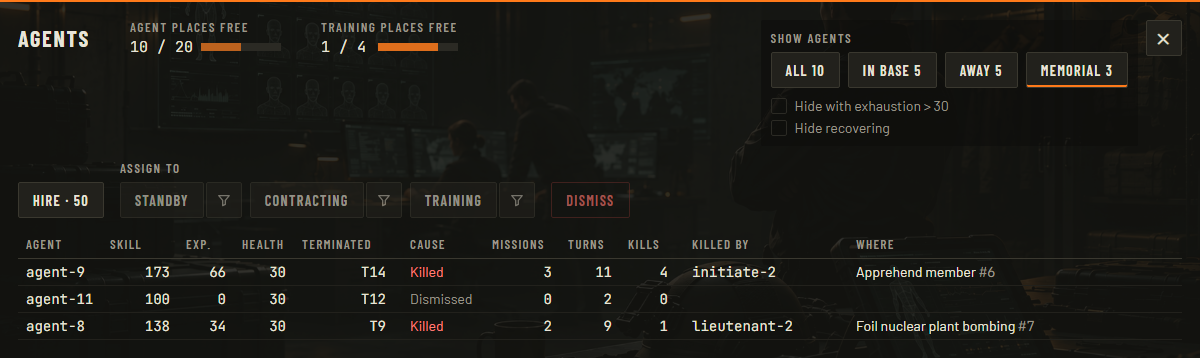 AGENTS
AGENT PLACES FREE
10 / 20
TRAINING PLACES FREE
1 / 4
SHOW AGENTS
ALL 10 IN BASE 5 AWAY 5 MEMORIAL 3
Hide with exhaustion > 30
Hide recovering
ASSIGN TO
HIRE · 50 STANDBY CONTRACTING TRAINING DISMISS
AGENT SKILL EXP. HEALTH TERMINATED CAUSE MISSIONS TURNS KILLS KILLED BY WHERE
agent-9 173 66 30 T14 Killed 3 11 4 initiate-2 Apprehend member #6
agent-11 100 0 30 T12 Dismissed 0 2 0
agent-8 138 34 30 T9 Killed 2 9 1 lieutenant-2 Foil nuclear plant bombing #7